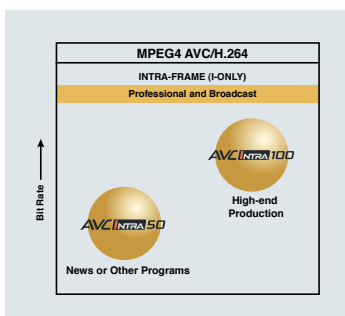 MPEG4 AVC/H.264
INTRA-FRAME (I-ONLY)
Professional and Broadcast
AVC INTRA 100
High-end
Production
Bit Rate
AVC INTRA 50
News or Other Programs